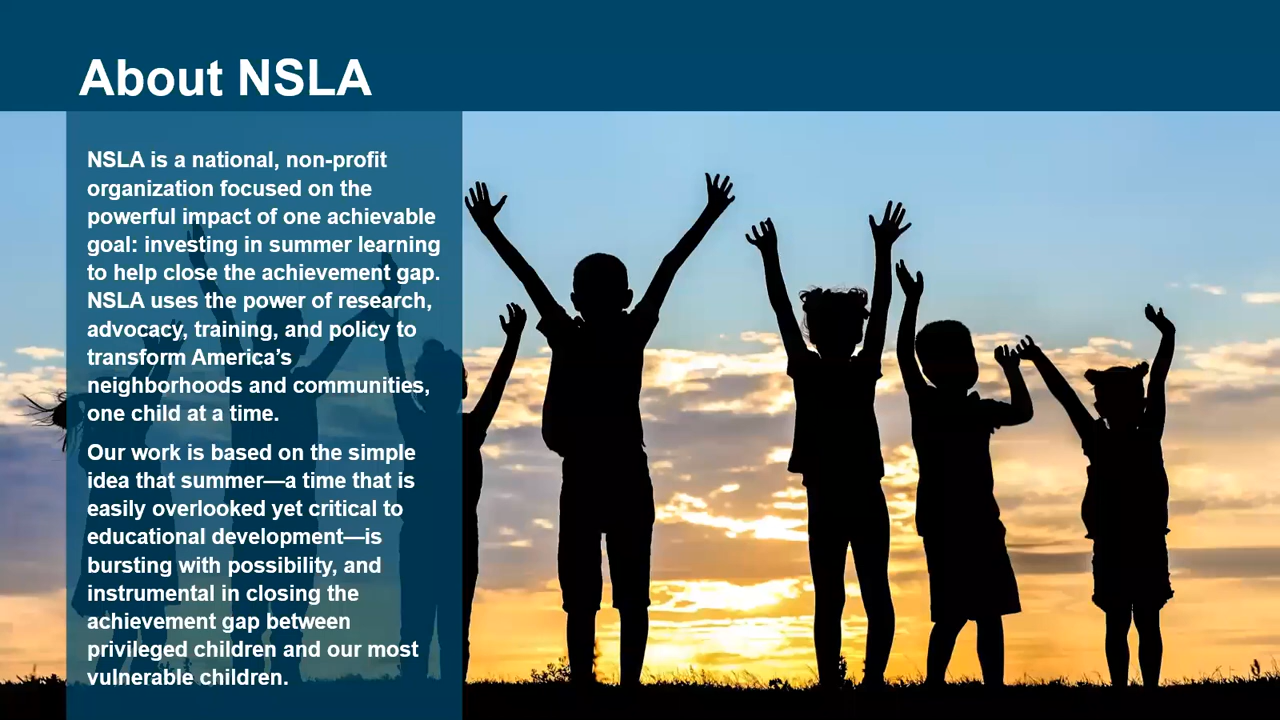 About NSLA
NSLA is a national, non-profit
organization focused on the
powerful impact of one achievable
goal: investing in summer learning
to help close the achievement gap.
NSLA uses the power of research,
advocacy, training, and policy to
transform America’s
neighborhoods and communities,
one child at a time.
Our work is based on the simple
idea that summer—a time that is
easily overlooked yet critical to
educational development—is
bursting with possibility, and
instrumental in closing the
achievement gap between
privileged children and our most
vulnerable children.